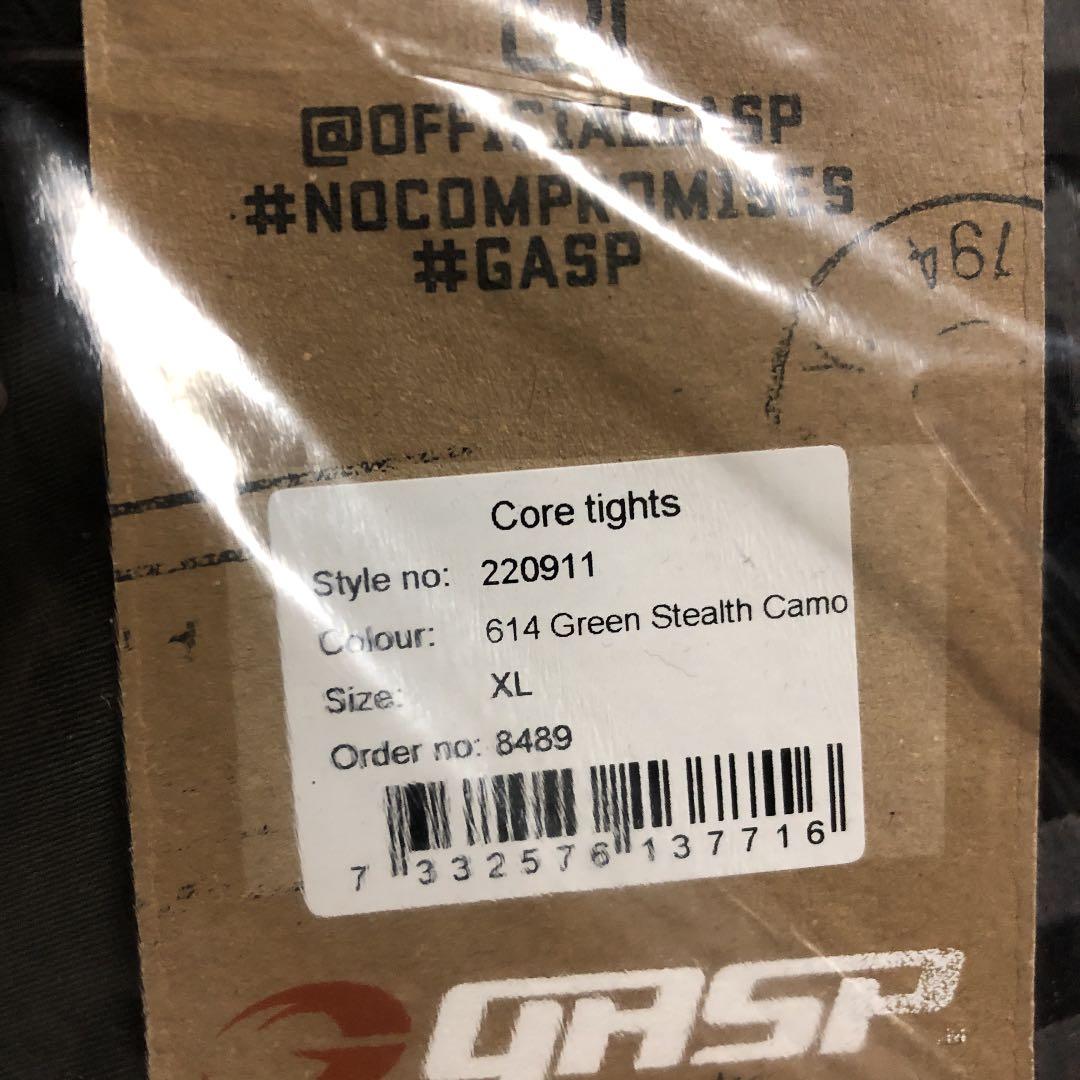 @OFFICIALGASP
#NOCOMPROMISES
#GASP
794
Core tights
Style no: 220911
Colour: 614 Green Stealth Camo
Size: XL
Order no: 8489
7 332576 137716
GASP